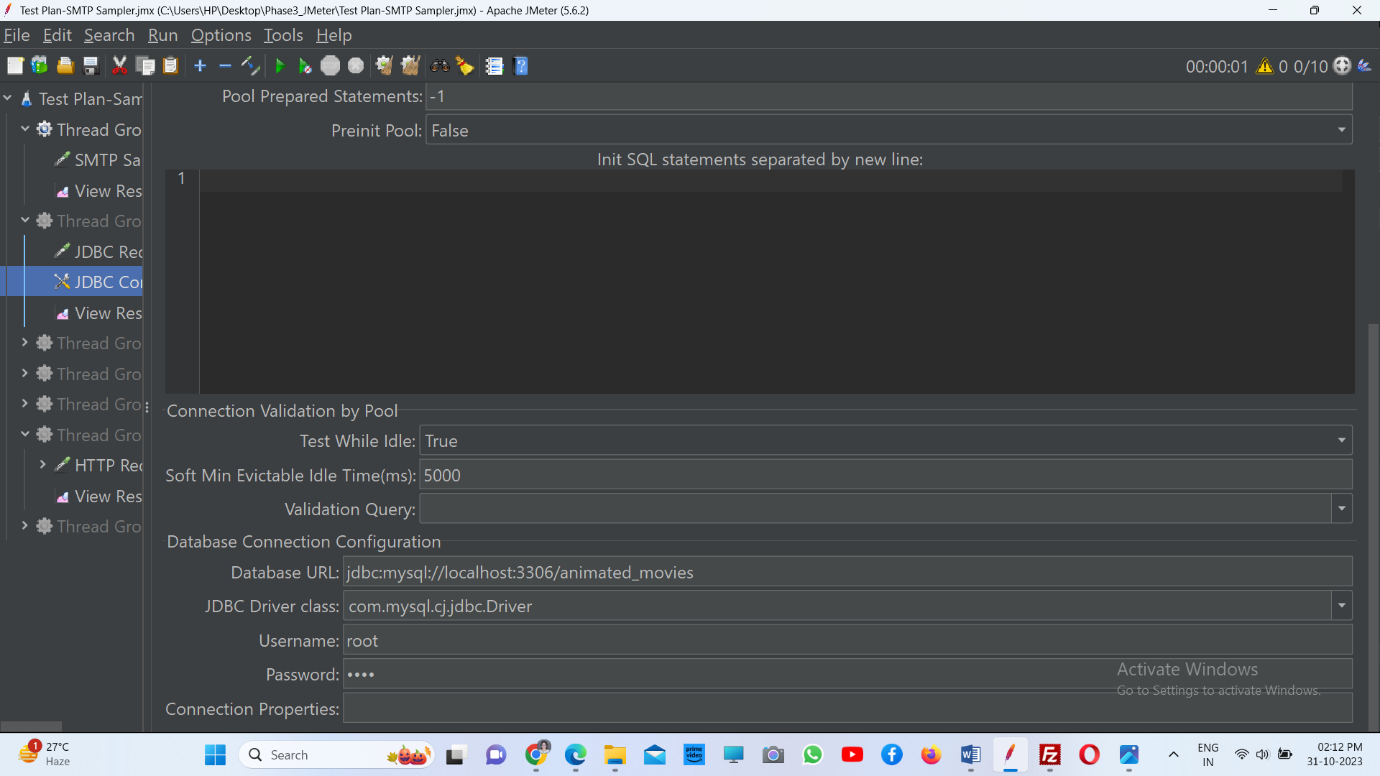 Test Plan-SMTP Sampler.jmx (C:\Users\HP\Desktop\Phase3_JMeter\Test Plan-SMTP Sampler.jmx) - Apache JMeter (5.6.2)
File Edit Search Run Options Tools Help
00:00:01 0 0/10
Test Plan-Sam
Thread Gro
SMTP Sa
View Res
Thread Gro
JDBC Rec
JDBC Con
View Res
Thread Gro
Thread Gro
Thread Gro
Thread Gro
HTTP Rec
View Res
Thread Gro
Pool Prepared Statements: -1
Preinit Pool: False
Init SQL statements separated by new line:
1
Connection Validation by Pool
Test While Idle: True
Soft Min Evictable Idle Time(ms): 5000
Validation Query:
Database Connection Configuration
Database URL: jdbc:mysql://localhost:3306/animated_movies
JDBC Driver class: com.mysql.cj.jdbc.Driver
Username: root
Password: ••••
Connection Properties:
Activate Windows
Go to Settings to activate Windows.
1
27°C
Haze
Search
prime video
ENG
IN
02:12 PM
31-10-2023